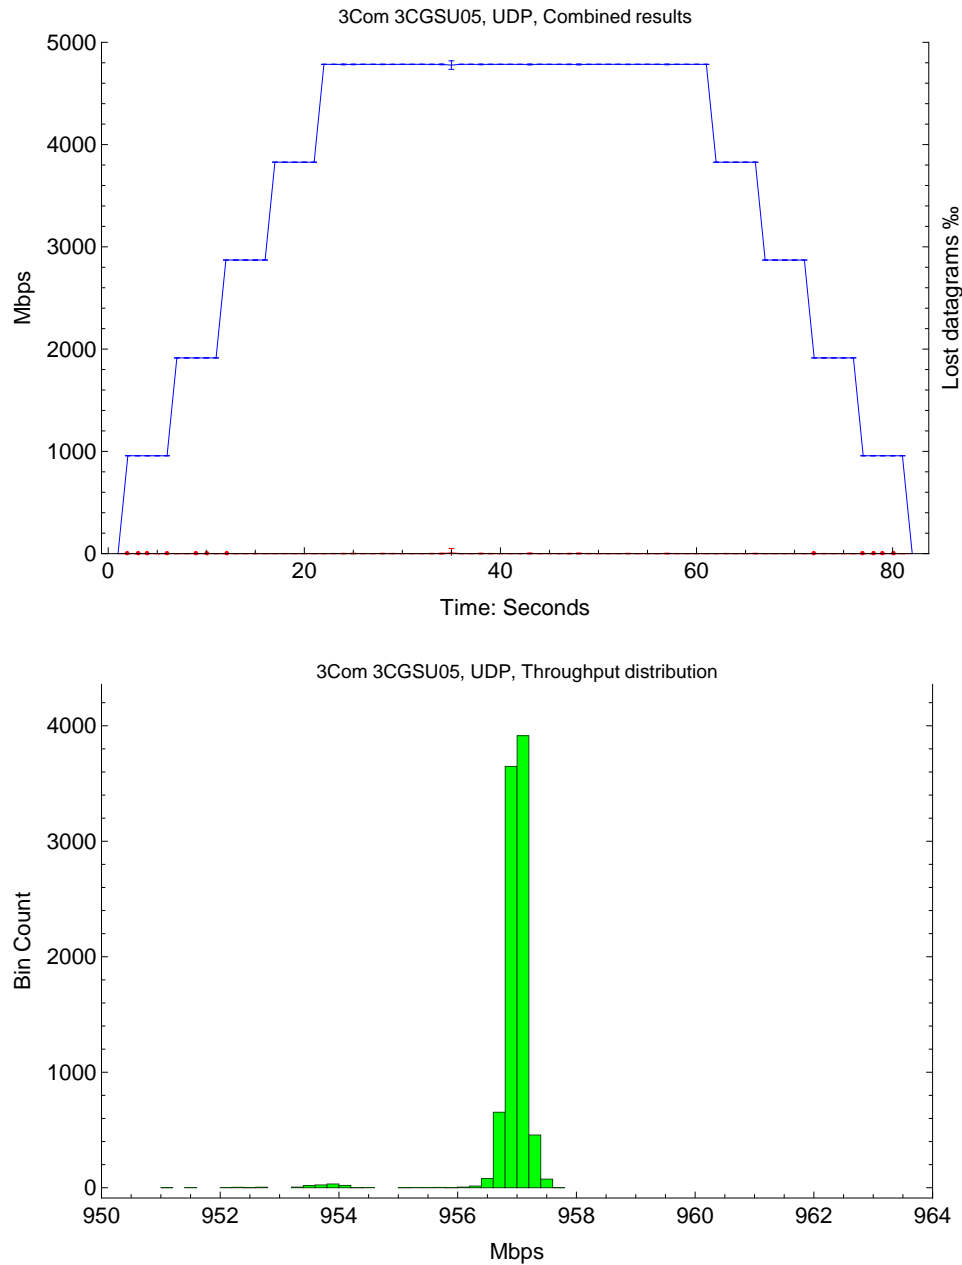 3Com 3CGSU05, UDP, Combined results
5000
4000
3000
2000
1000
0
Mbps
Lost datagrams ‰
0 20 40 60 80
Time: Seconds
3Com 3CGSU05, UDP, Throughput distribution
4000
3000
2000
1000
0
Bin Count
950 952 954 956 958 960 962 964
Mbps